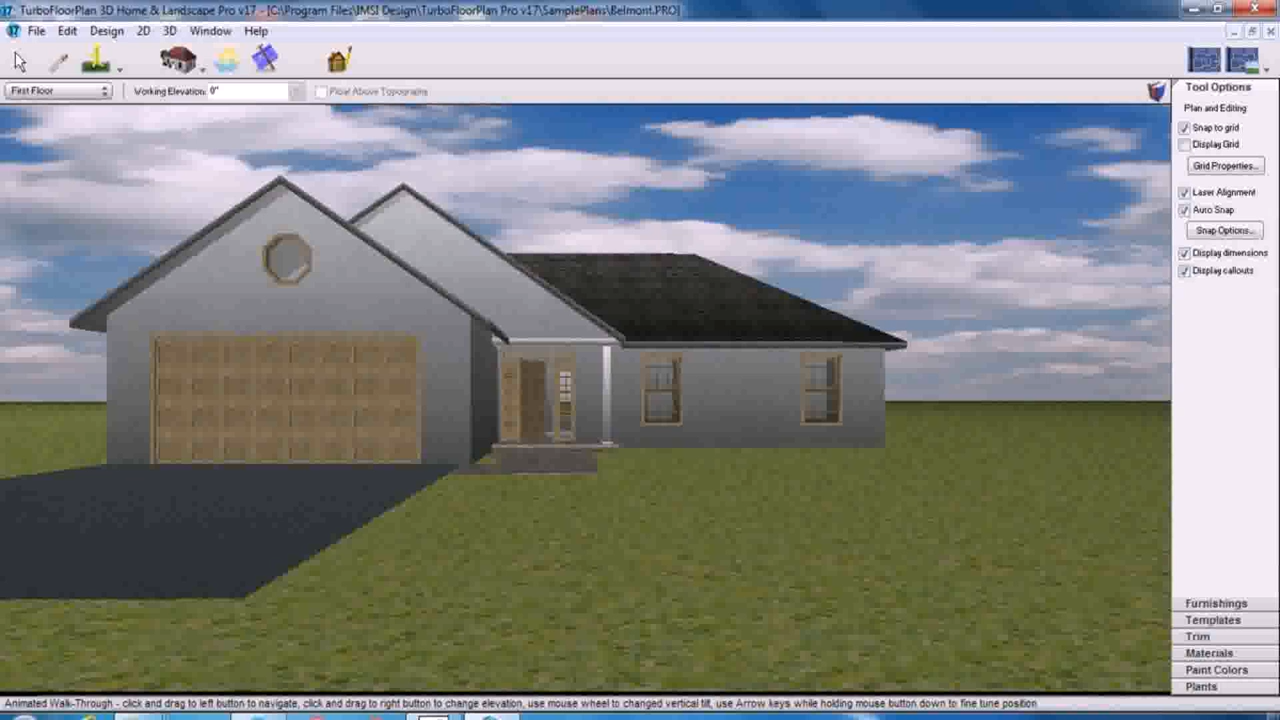 TurboFloorPlan 3D Home & Landscape Pro v17 - [C:\Program Files\IMSI Design\TurboFloorPlan Pro v17\SamplePlans\Belmont.PRO]
File Edit Design 2D 3D Window Help
First Floor Working Elevation: 0" Float Above Topography
Tool Options
Plan and Editing
Snap to grid
Display Grid
Grid Properties...
Laser Alignment
Auto Snap
Snap Options...
Display dimensions
Display callouts
Furnishings
Templates
Trim
Materials
Paint Colors
Plants
Animated Walk-Through - click and drag to left button to navigate, click and drag to right button to change elevation, use mouse wheel to changed vertical tilt, use Arrow keys while holding mouse button down to fine tune position